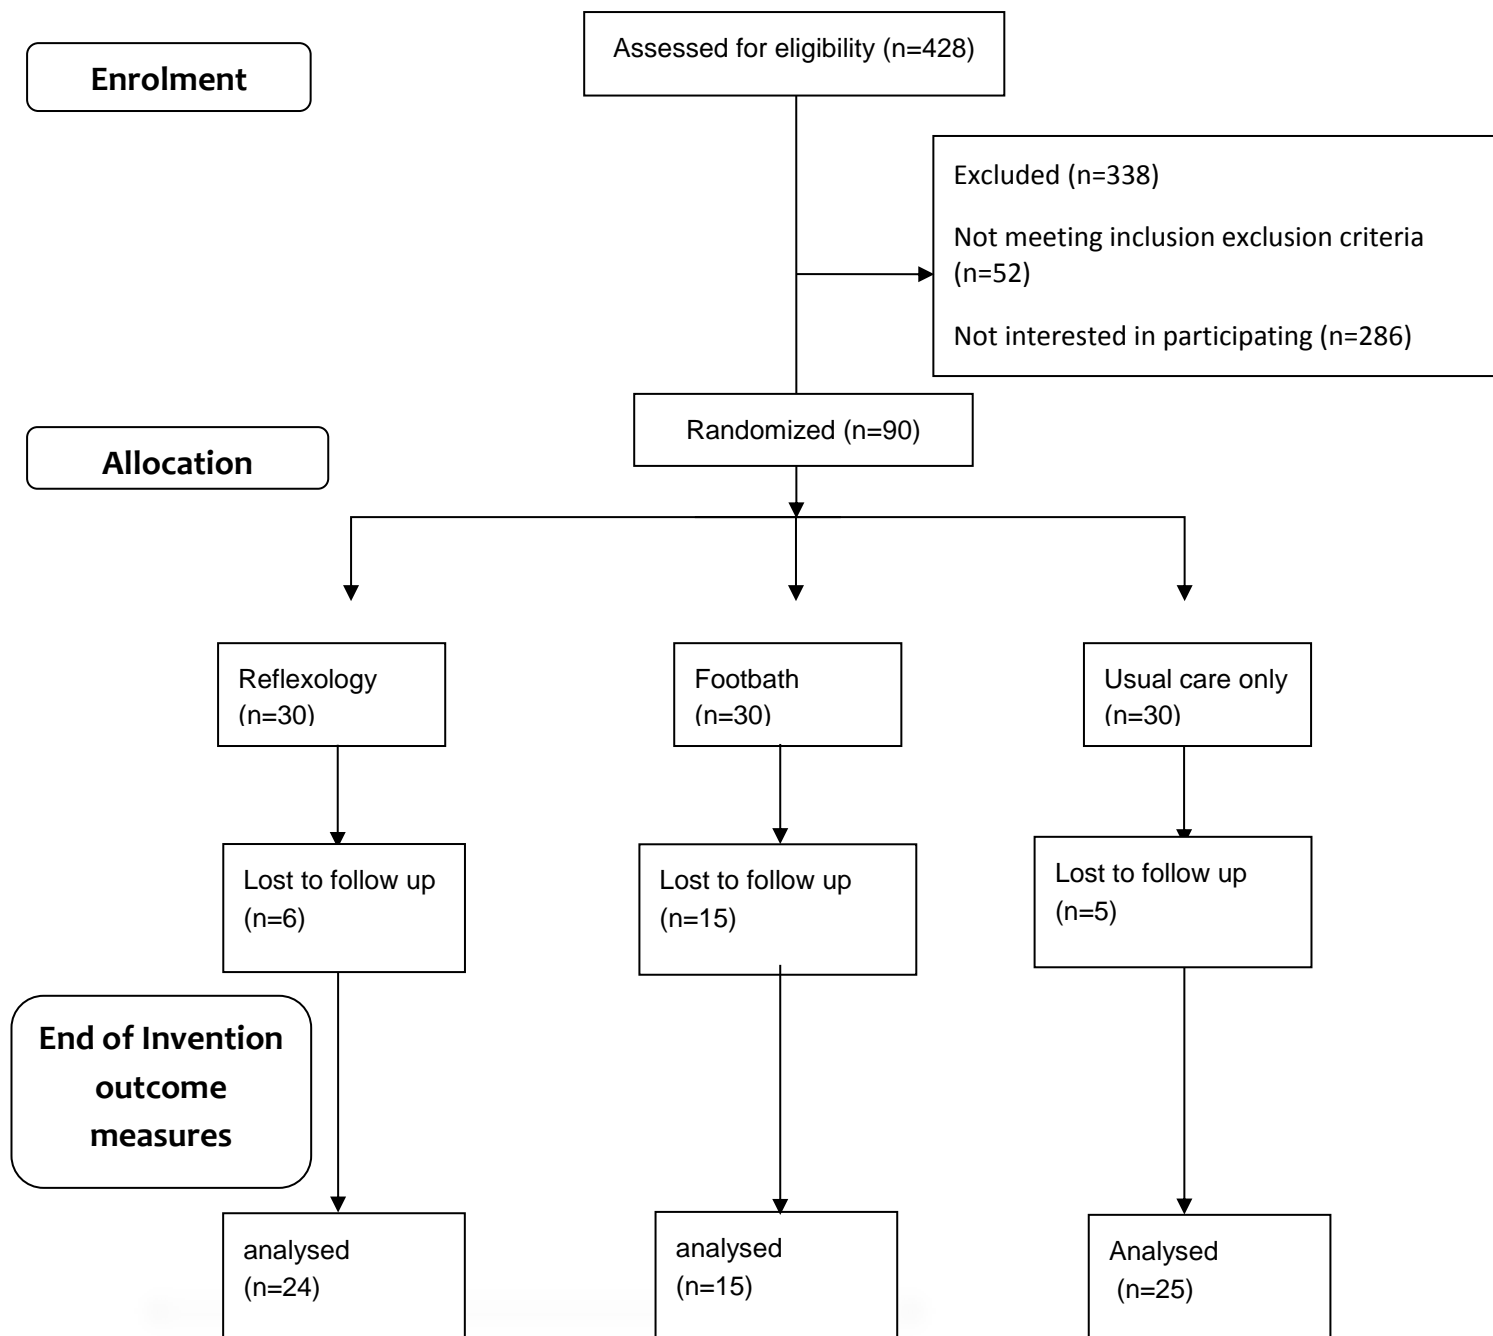 Assessed for eligibility (n=428)
Enrolment
Excluded (n=338)
Not meeting inclusion exclusion criteria
(n=52)
Not interested in participating (n=286)
Randomized (n=90)
Allocation
Reflexology
(n=30)
Footbath
(n=30)
Usual care only
(n=30)
Lost to follow up
(n=6)
Lost to follow up
(n=15)
Lost to follow up
(n=5)
End of Invention
outcome
measures
analysed
(n=24)
analysed
(n=15)
Analysed
(n=25)